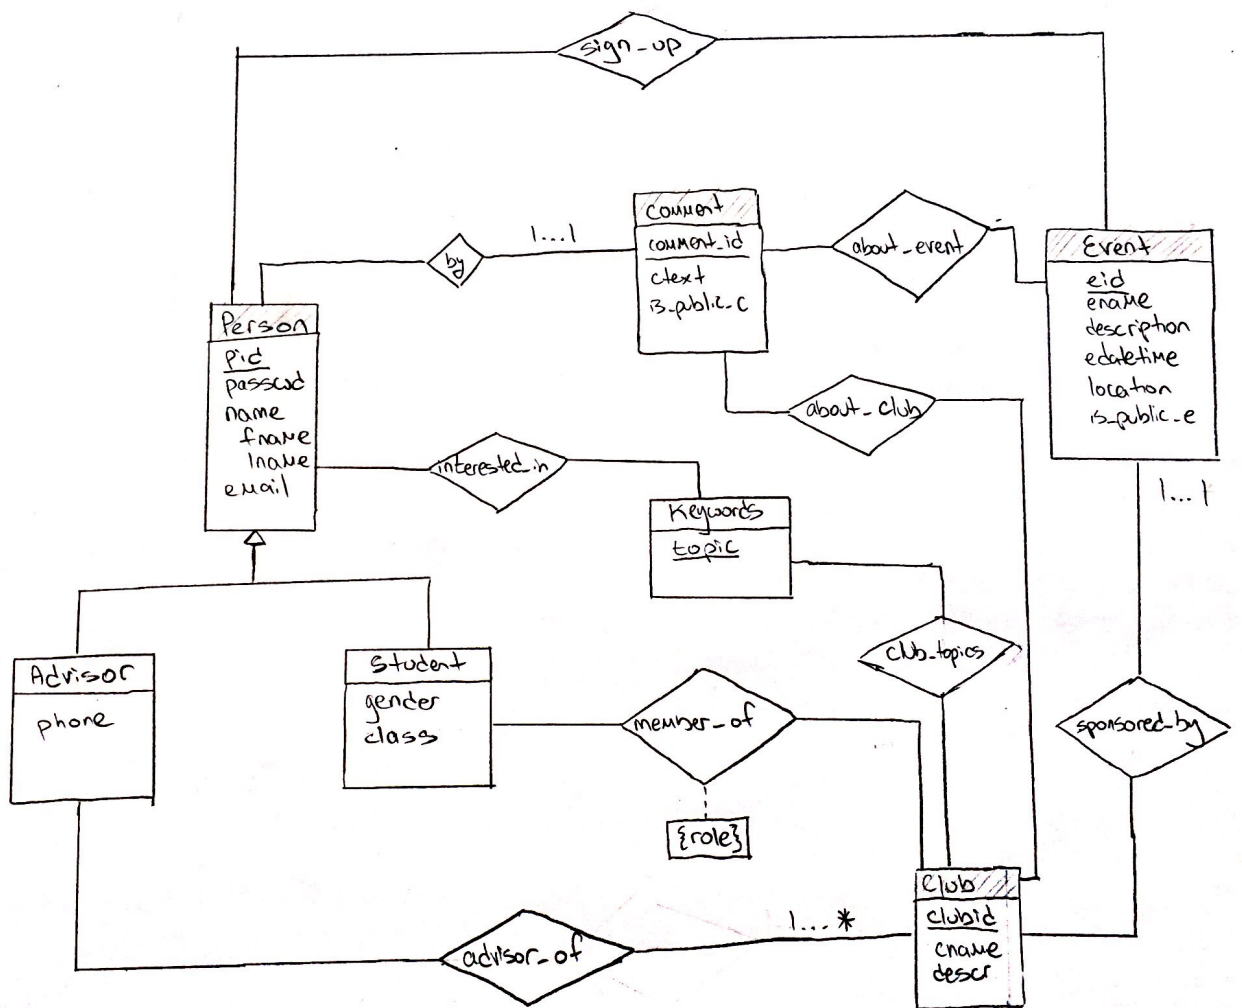 sign_up
comment
comment_id
ctext
is_public_c
about_event
Event
eid
ename
description
edatetime
location
is_public_e
1...1
by
Person
pid
passwd
name
fname
lname
email
about_club
interested_in
Keywords
topic
1...1
club_topics
Advisor
phone
Student
gender
class
member_of
{role}
sponsored_by
advisor_of
1...*
Club
clubid
cname
descr